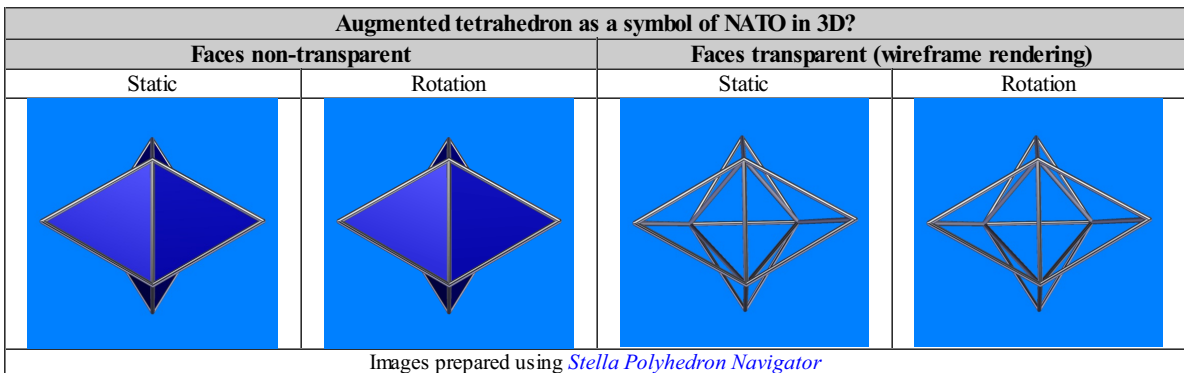 Augmented tetrahedron as a symbol of NATO in 3D?
Faces non-transparent Faces transparent (wireframe rendering)
Static Rotation Static Rotation
Images prepared using Stella Polyhedron Navigator